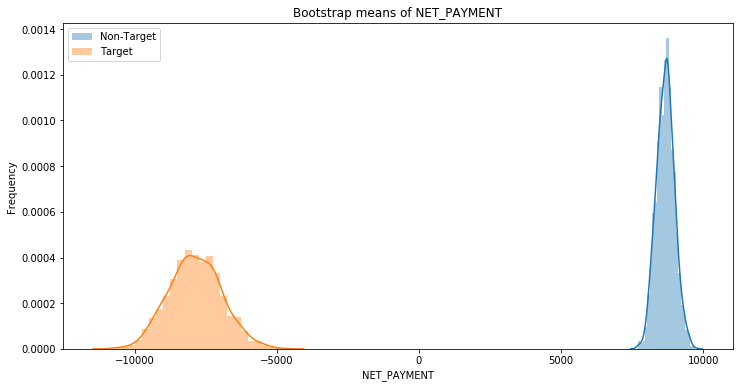 Bootstrap means of NET_PAYMENT
Non-Target
Target
Frequency
0.0014
0.0012
0.0010
0.0008
0.0006
0.0004
0.0002
0.0000
−10000
−5000
0
5000
10000
NET_PAYMENT